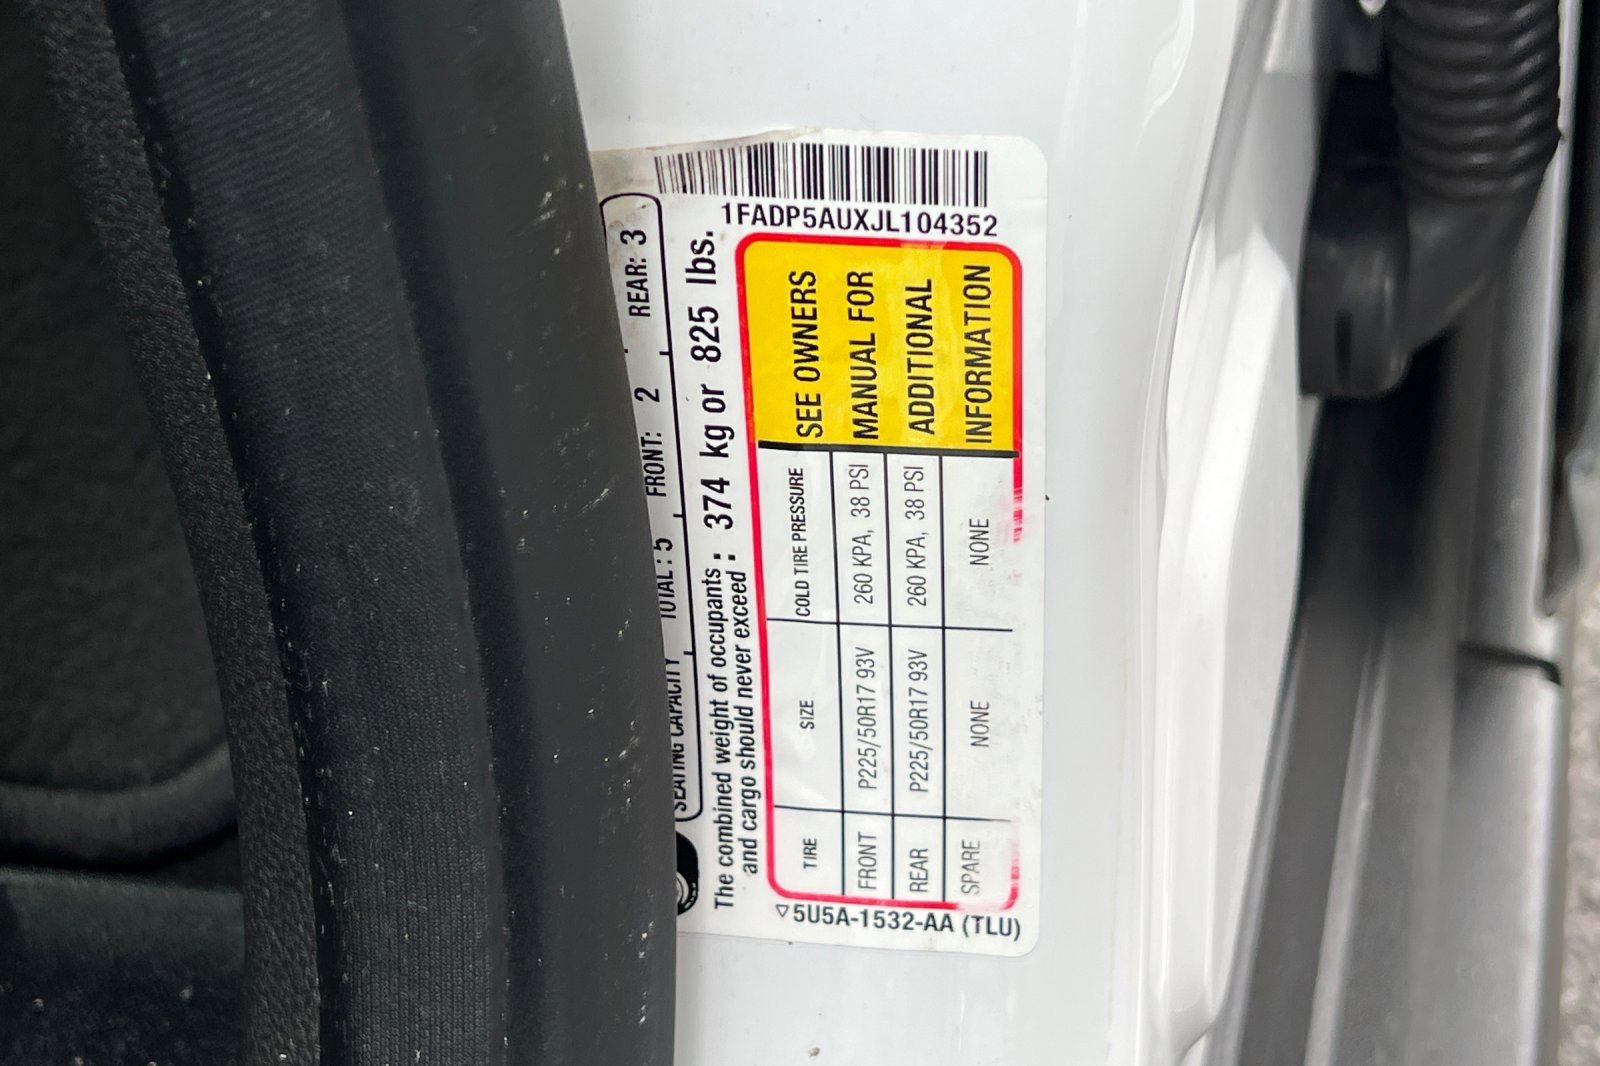 1FADP5AUXJL104352
SEATING CAPACITY TOTAL: 5 FRONT: 2 REAR: 3
The combined weight of occupants
and cargo should never exceed : 374 kg or 825 lbs.
TIRE SIZE COLD TIRE PRESSURE
FRONT P225/50R17 93V 260 KPA, 38 PSI
REAR P225/50R17 93V 260 KPA, 38 PSI
SPARE NONE NONE
SEE OWNERS
MANUAL FOR
ADDITIONAL
INFORMATION
5U5A-1532-AA (TLU)